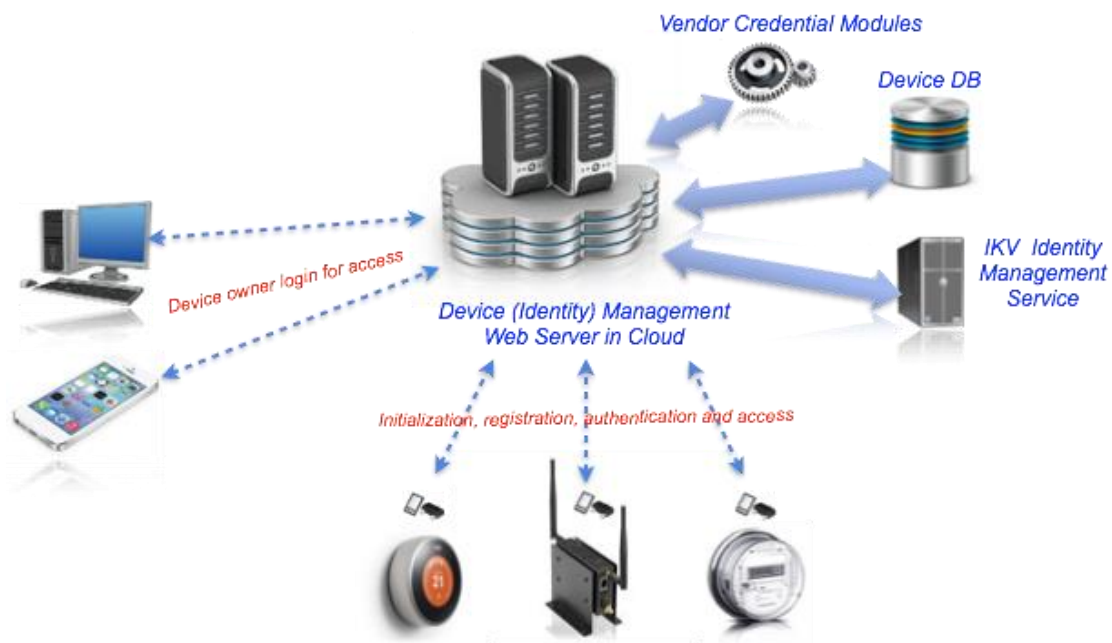 Vendor Credential Modules
Device DB
IKV Identity
Management
Service
Device owner login for access
Device (Identity) Management
Web Server in Cloud
Initialization, registration, authentication and access
21